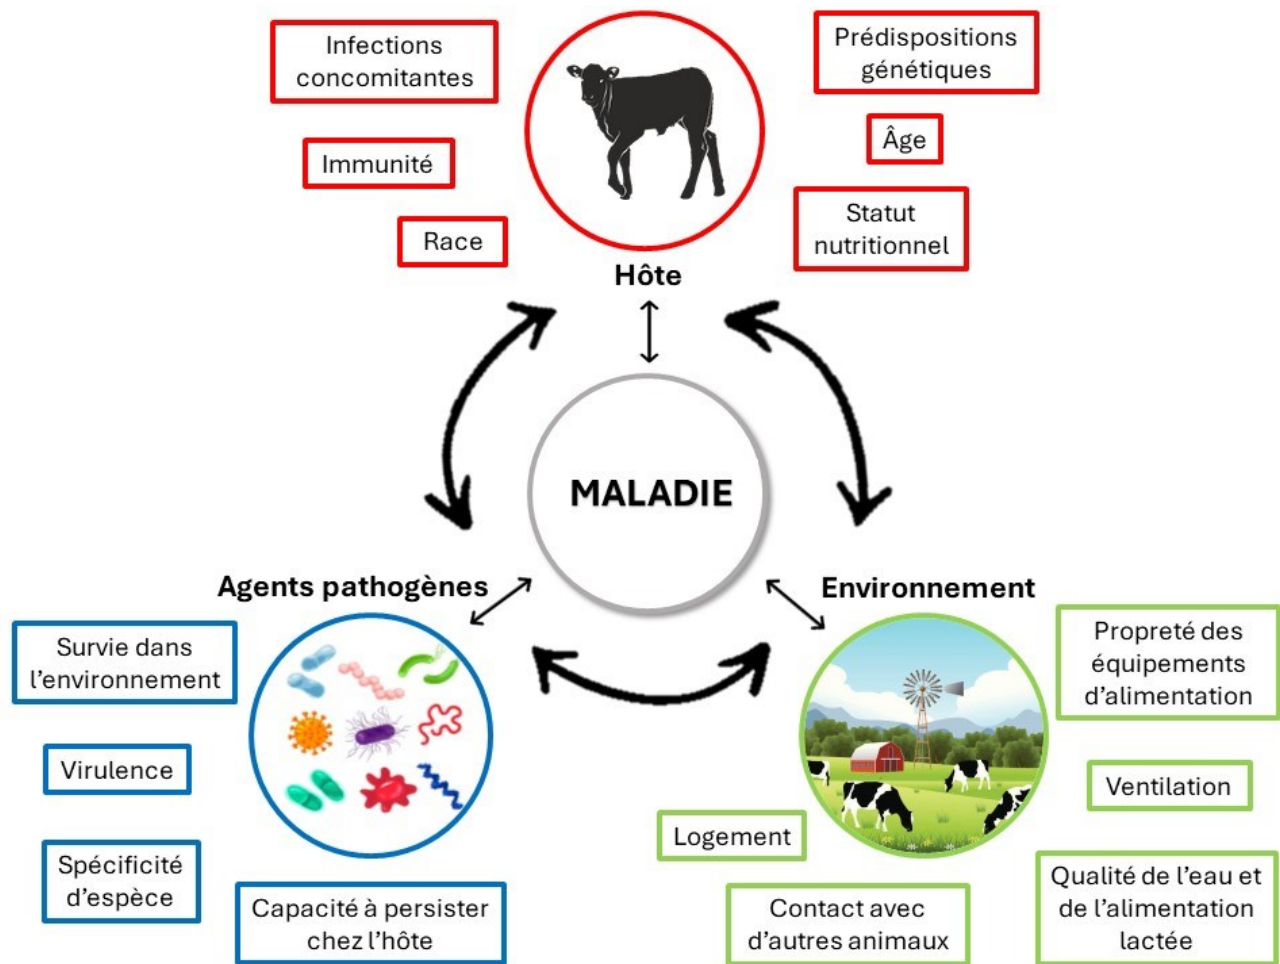 Infections
concomitantes
Immunité
Race
Prédispositions
génétiques
Âge
Statut
nutritionnel
Hôte
MALADIE
Agents pathogènes
Survie dans
l’environnement
Virulence
Spécificité
d’espèce
Capacité à persister
chez l’hôte
Environnement
Propreté des
équipements
d’alimentation
Ventilation
Logement
Contact avec
d’autres animaux
Qualité de l’eau et
de l’alimentation
lactée